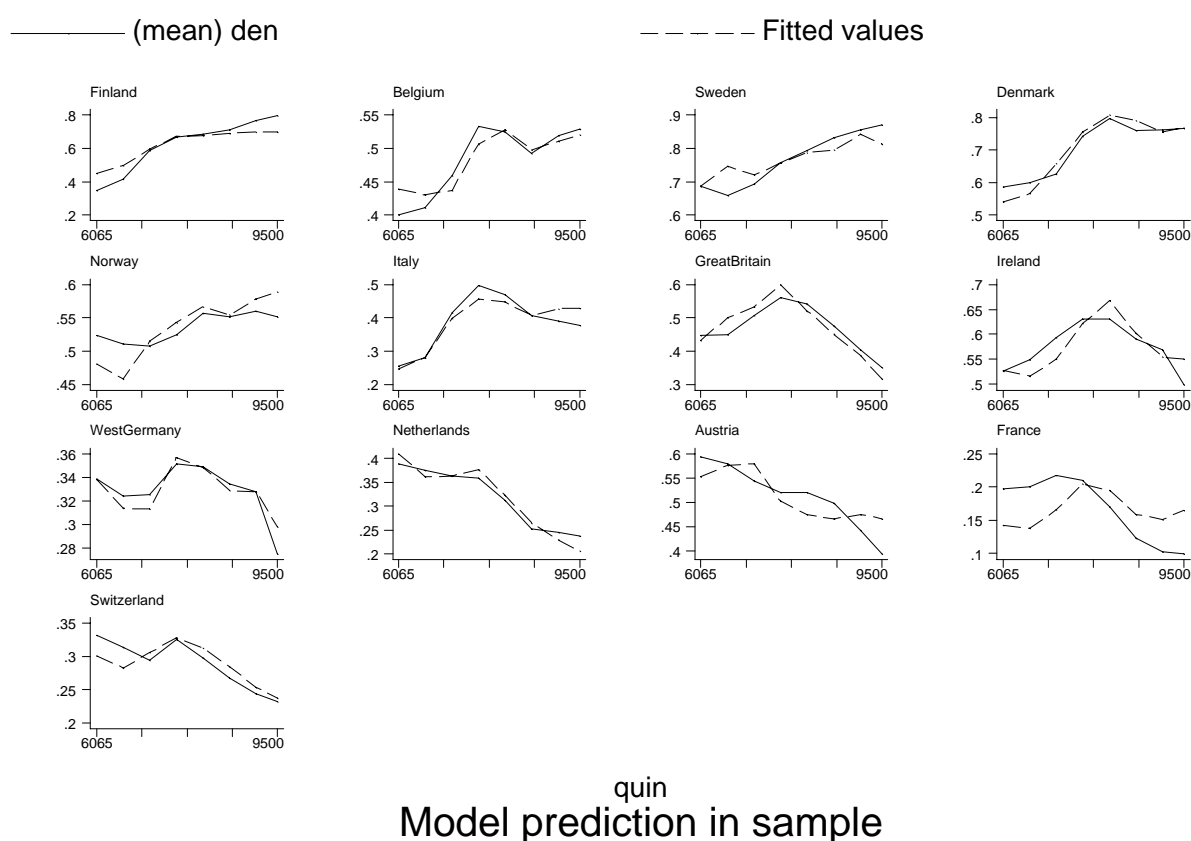 (mean) den Fitted values
Finland Belgium Sweden Denmark
.8 .55 .9 .8
.6 .5 .8 .7
.4 .45 .7 .6
.2 .4 .6 .5
6065 9500 6065 9500 6065 9500 6065 9500
Norway Italy GreatBritain Ireland
.6 .5 .6 .7
.55 .4 .5 .65
.5 .3 .4 .6
.45 .2 .3 .55
.5
6065 9500 6065 9500 6065 9500 6065 9500
WestGermany Netherlands Austria France
.36 .4 .6 .25
.34 .35 .55 .2
.32 .3 .5 .15
.3 .25 .45 .1
.28 .2 .4
6065 9500 6065 9500 6065 9500 6065 9500
Switzerland
.35
.3
.25
.2
6065 9500
quin
Model prediction in sample